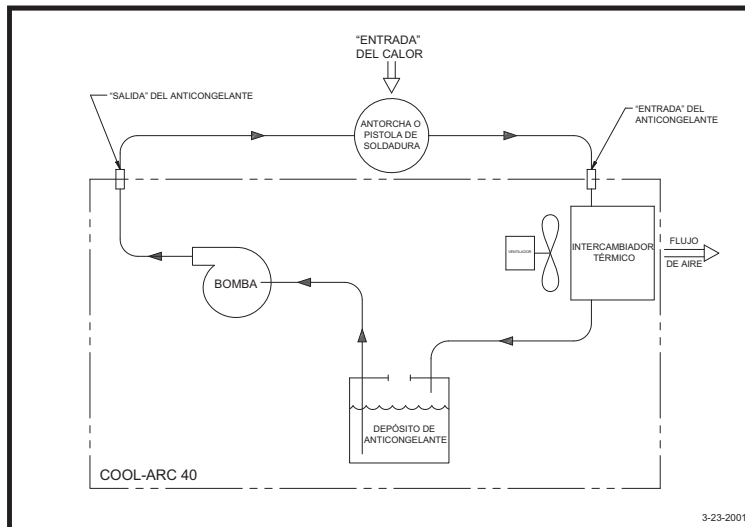 "ENTRADA"
DEL CALOR
"SALIDA" DEL ANTICONGELANTE
ANTORCHA O
PISTOLA DE
SOLDADURA
"ENTRADA" DEL
ANTICONGELANTE
VENTILADOR
INTERCAMBIADOR
TÉRMICO
FLUJO
DE AIRE
BOMBA
DEPÓSITO DE
ANTICONGELANTE
COOL-ARC 40
3-23-2001